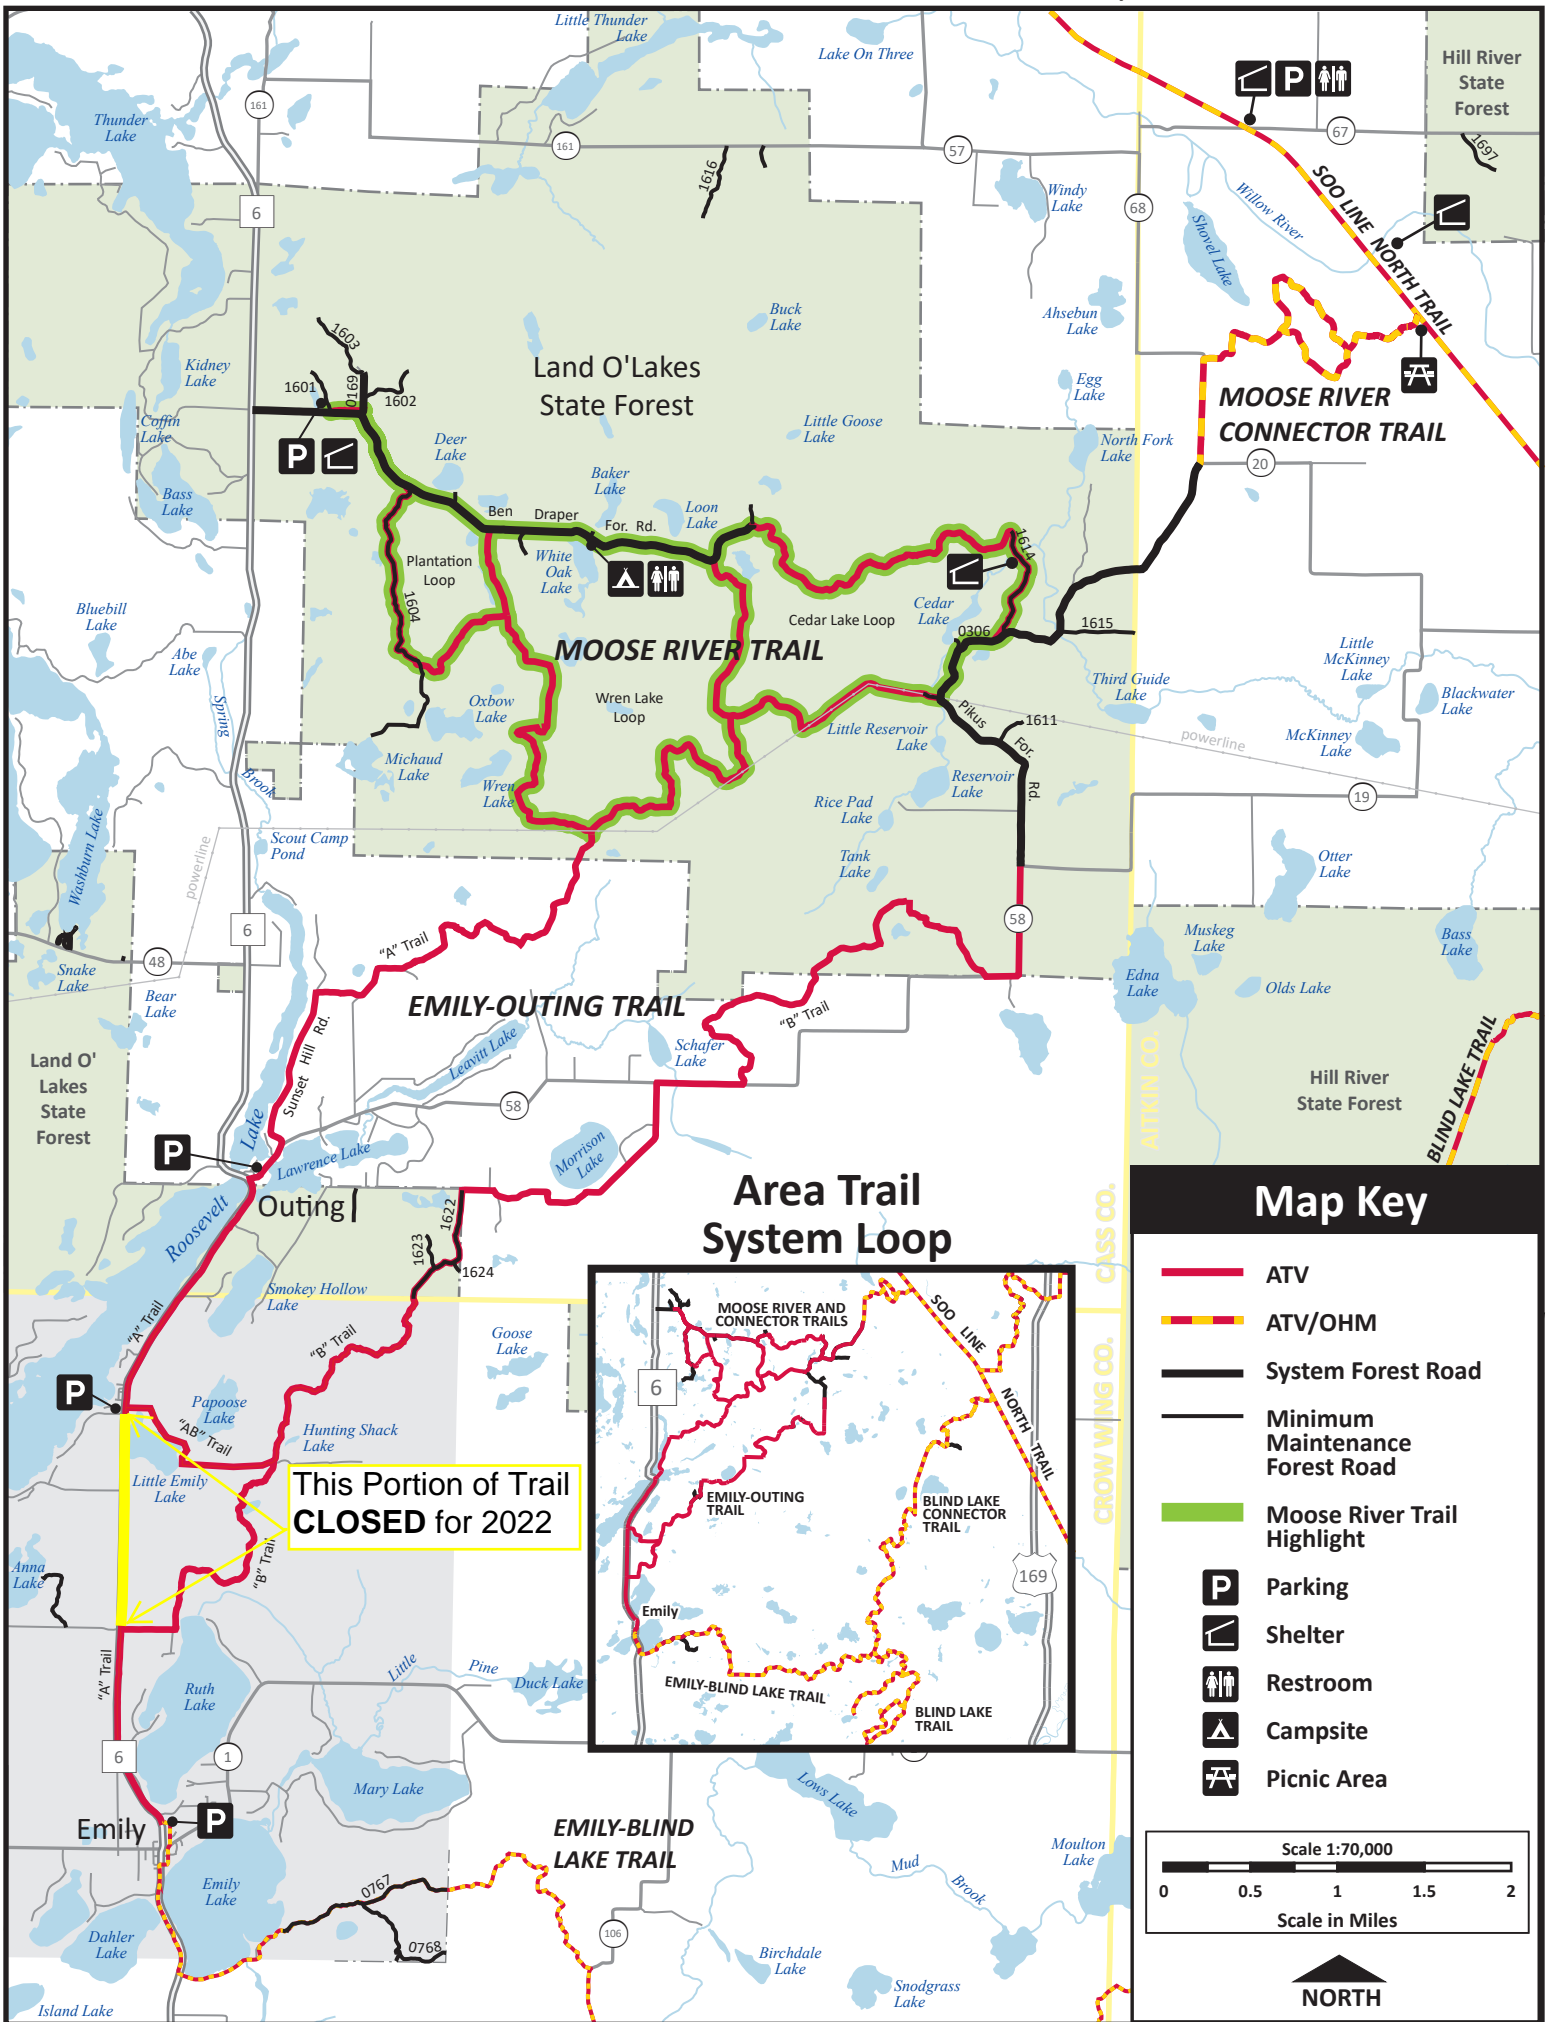 Little Thunder
Lake
Lake On Three
Hill River
State
Forest
161
Thunder
Lake
67
161
57
1697
1616
SOO LINE NORTH TRAIL
Windy
Lake
68
Willow River
6
Shovel Lake
Buck
Lake
Ahsebun
Lake
1603
Land O'Lakes
State Forest
Kidney
Lake
1601
0169
1602
Egg
Lake
MOOSE RIVER
CONNECTOR TRAIL
Coffin
Lake
Little Goose
Lake
P
Deer
Lake
North Fork
Lake
20
Baker
Lake
Bass
Lake
Loon
Lake
Ben Draper For. Rd.
1614
Plantation
Loop
White
Oak
Lake
1604
Cedar
Lake
Bluebill
Lake
Cedar Lake Loop
0306
1615
Abe
Lake
MOOSE RIVER TRAIL
Little
McKinney
Lake
Third Guide
Lake
Blackwater
Lake
Spring
Brook
Oxbow
Lake
Wren Lake
Loop
Pikus For. Rd.
1611
Little Reservoir
Lake
powerline
McKinney
Lake
Michaud
Lake
Wren
Lake
Reservoir
Lake
Rice Pad
Lake
19
Washburn Lake
powerline
Scout Camp
Pond
Tank
Lake
Otter
Lake
6
58
"A" Trail
Muskeg
Lake
Bass
Lake
48
Snake
Lake
Edna
Lake
Olds Lake
Bear
Lake
EMILY-OUTING TRAIL
"B" Trail
Sunset Hill Rd.
Leavitt Lake
Schafer
Lake
BLIND LAKE TRAIL
Land O'
Lakes
State
Forest
AITKIN CO.
Hill River
State Forest
58
P
Lawrence Lake
Morrison
Lake
Roosevelt Lake
Outing
Area Trail
System Loop
1622
1623
1624
CASS CO.
Smokey Hollow
Lake
"A" Trail
"B" Trail
Goose
Lake
CROW WING CO.
P
Papoose
Lake
"AB" Trail
Hunting Shack
Lake
Little Emily
Lake
This Portion of Trail
CLOSED for 2022
"B" Trail
Anna
Lake
"A" Trail
Ruth
Lake
Little Pine
Duck Lake
6
1
Mary Lake
Lows Lake
Emily
P
EMILY-BLIND
LAKE TRAIL
Moulton
Lake
Mud Brook
Emily
Lake
0767
106
Dahler
Lake
0768
Birchdale
Lake
Snodgrass
Lake
Island Lake
MOOSE RIVER AND
CONNECTOR TRAILS
SOO LINE NORTH TRAIL
6
EMILY-OUTING
TRAIL
BLIND LAKE
CONNECTOR
TRAIL
169
Emily
EMILY-BLIND LAKE TRAIL
BLIND LAKE
TRAIL
Map Key
ATV
ATV/OHM
System Forest Road
Minimum
Maintenance
Forest Road
Moose River Trail
Highlight
P Parking
Shelter
Restroom
Campsite
Picnic Area
Scale 1:70,000
0 0.5 1 1.5 2
Scale in Miles
NORTH